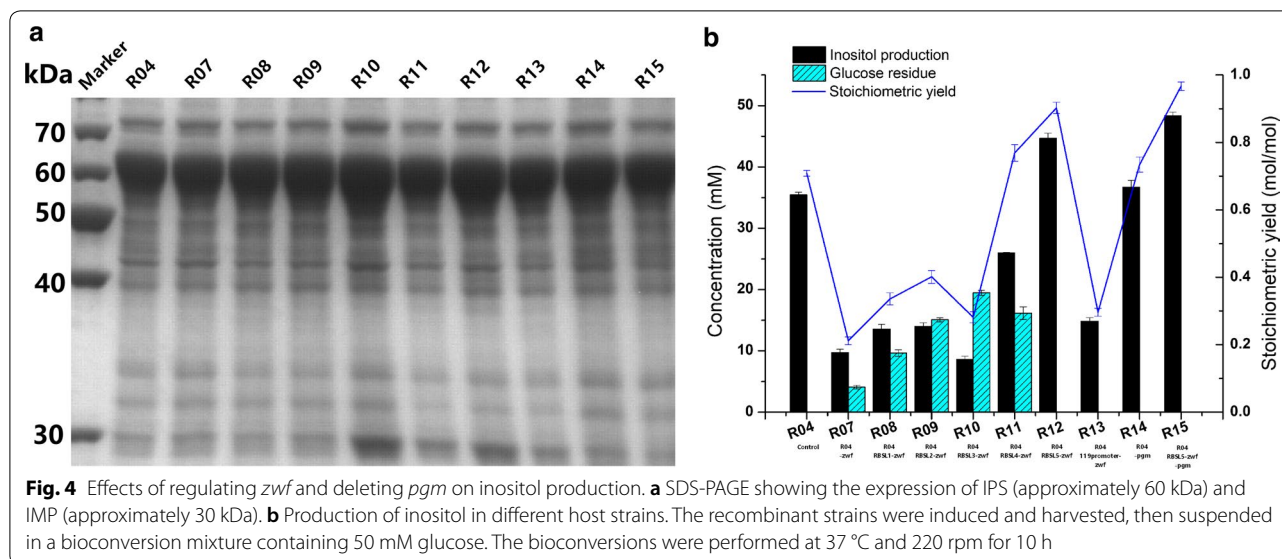 a
kDa Marker R04 R07 R08 R09 R10 R11 R12 R13 R14 R15
70
60
50
40
30
b
Inositol production
Glucose residue
Stoichiometric yield
Concentration (mM)
50
40
30
20
10
0
1.0
0.8
0.6
0.4
0.2
0.0
Stoichiometric yield (mol/mol)
R04 R07 R08 R09 R10 R11 R12 R13 R14 R15
Control
R04 -zwf
R04 RBSL1-zwf
R04 RBSL2-zwf
R04 RBSL3-zwf
R04 RBSL4-zwf
R04 RBSL5-zwf
R04 119promoter-zwf
R04 -pgm
R04 RBSL5-zwf -pgm
Fig. 4 Effects of regulating zwf and deleting pgm on inositol production. a SDS-PAGE showing the expression of IPS (approximately 60 kDa) and
IMP (approximately 30 kDa). b Production of inositol in different host strains. The recombinant strains were induced and harvested, then suspended
in a bioconversion mixture containing 50 mM glucose. The bioconversions were performed at 37 °C and 220 rpm for 10 h